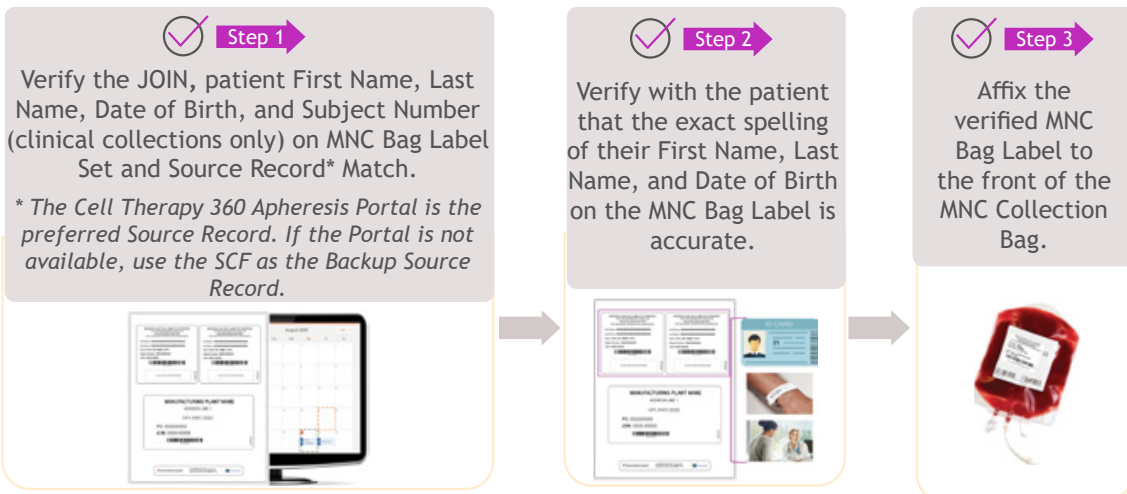 Step 1
Verify the JOIN, patient First Name, Last
Name, Date of Birth, and Subject Number
(clinical collections only) on MNC Bag Label
Set and Source Record* Match.
* The Cell Therapy 360 Apheresis Portal is the
preferred Source Record. If the Portal is not
available, use the SCF as the Backup Source
Record.
August 2023
MANUFACTURING PLANT NAME
Step 2
Verify with the patient
that the exact spelling
of their First Name, Last
Name, and Date of Birth
on the MNC Bag Label is
accurate.
ID CARD
MANUFACTURING PLANT NAME
Step 3
Affix the
verified MNC
Bag Label to
the front of the
MNC Collection
Bag.